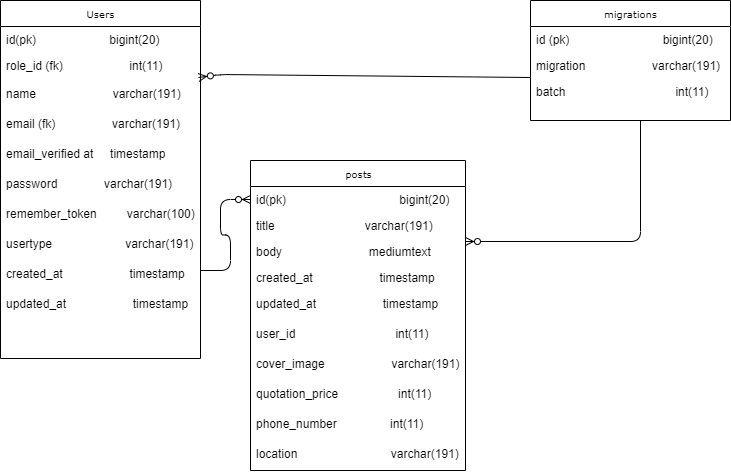 Users
id(pk) bigint(20)
role_id (fk) int(11)
name varchar(191)
email (fk) varchar(191)
email_verified at timestamp
password varchar(191)
remember_token varchar(100)
usertype varchar(191)
created_at timestamp
updated_at timestamp
migrations
id (pk) bigint(20)
migration varchar(191)
batch int(11)
posts
id(pk) bigint(20)
title varchar(191)
body mediumtext
created_at timestamp
updated_at timestamp
user_id int(11)
cover_image varchar(191)
quotation_price int(11)
phone_number int(11)
location varchar(191)